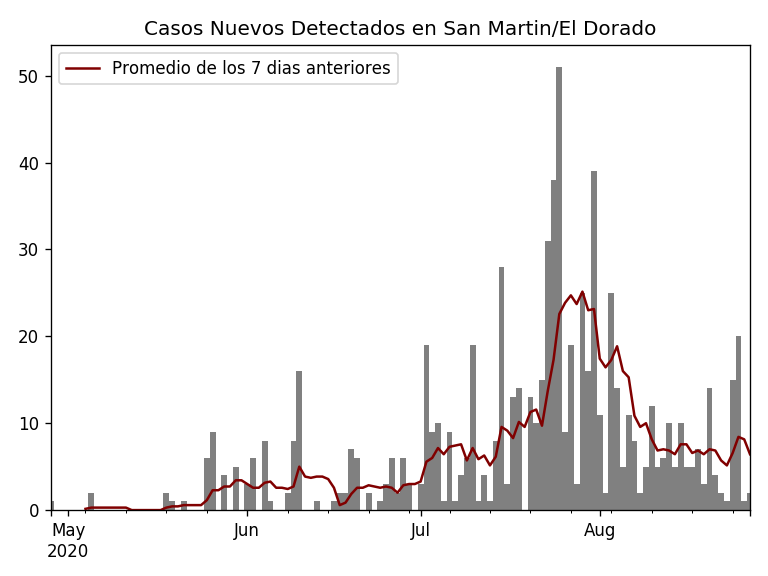 Casos Nuevos Detectados en San Martin/El Dorado
Promedio de los 7 dias anteriores
50
40
30
20
10
0
May Jun Jul Aug
2020